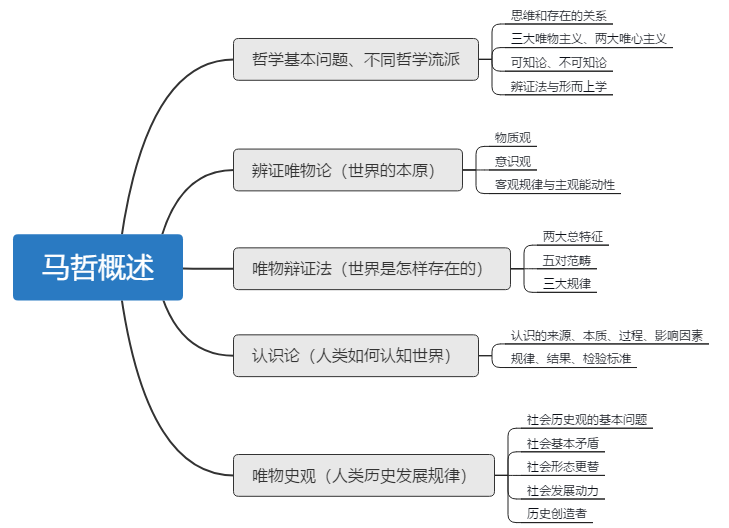 马哲概述
哲学基本问题、不同哲学流派
思维和存在的关系
三大唯物主义、两大唯心主义
可知论、不可知论
辨证法与形而上学
辨证唯物论（世界的本原）
物质观
意识观
客观规律与主观能动性
唯物辩证法（世界是怎样存在的）
两大总特征
五对范畴
三大规律
认识论（人类如何认知世界）
认识的来源、本质、过程、影响因素
规律、结果、检验标准
唯物史观（人类历史发展规律）
社会历史观的基本问题
社会基本矛盾
社会形态更替
社会发展动力
历史创造者